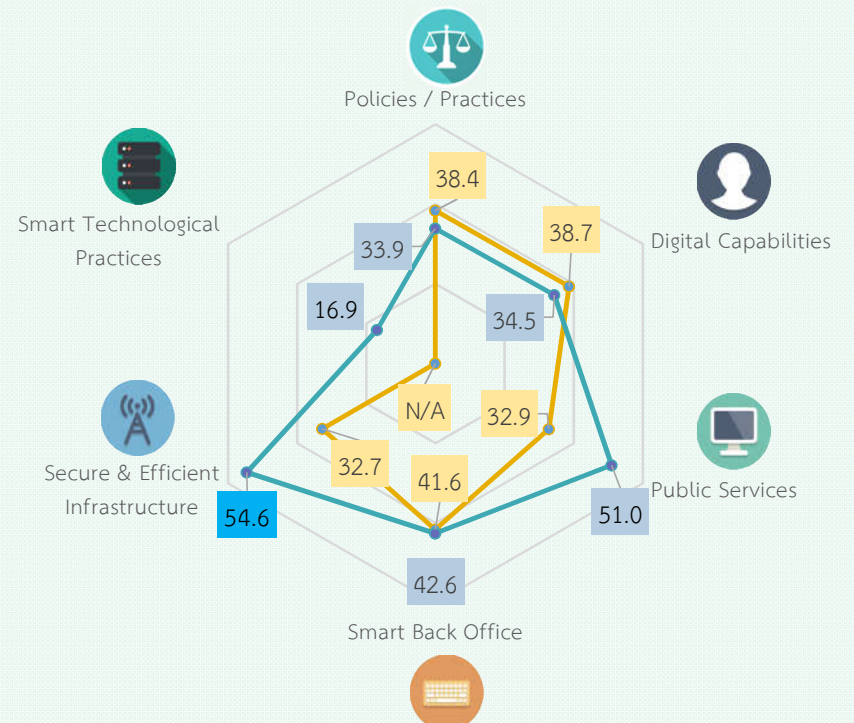 Policies / Practices
38.4
Smart Technological
Practices
38.7
Digital Capabilities
33.9
16.9
34.5
N/A
32.9
Secure & Efficient
Infrastructure
32.7
41.6
Public Services
54.6
51.0
42.6
Smart Back Office